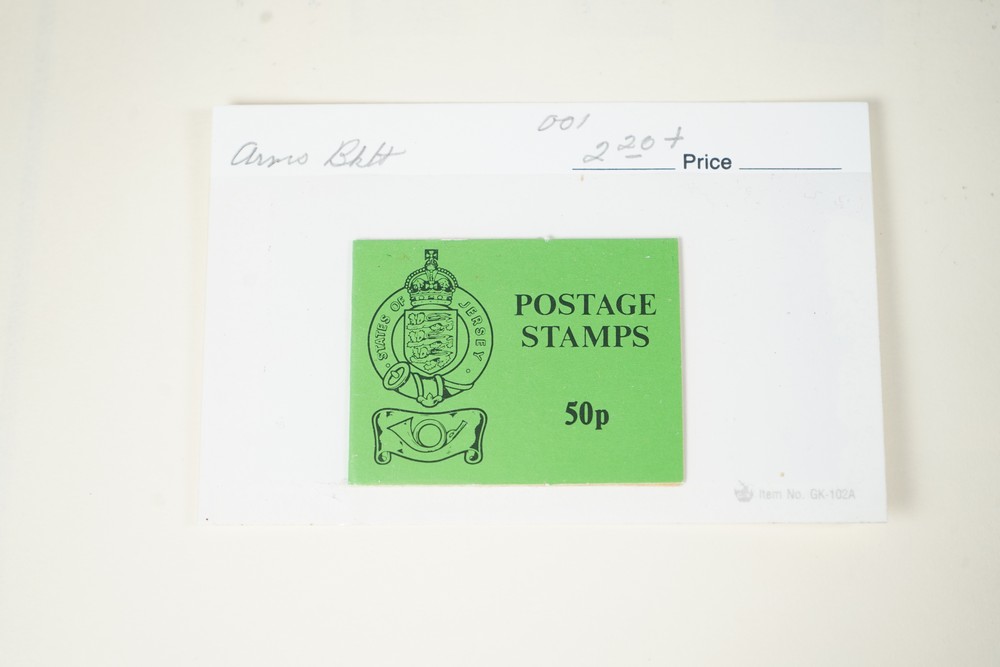 001
Arms Bklt
2 20 +
Price
STATES OF JERSEY
POSTAGE
STAMPS
50p
Item No. GK-102A